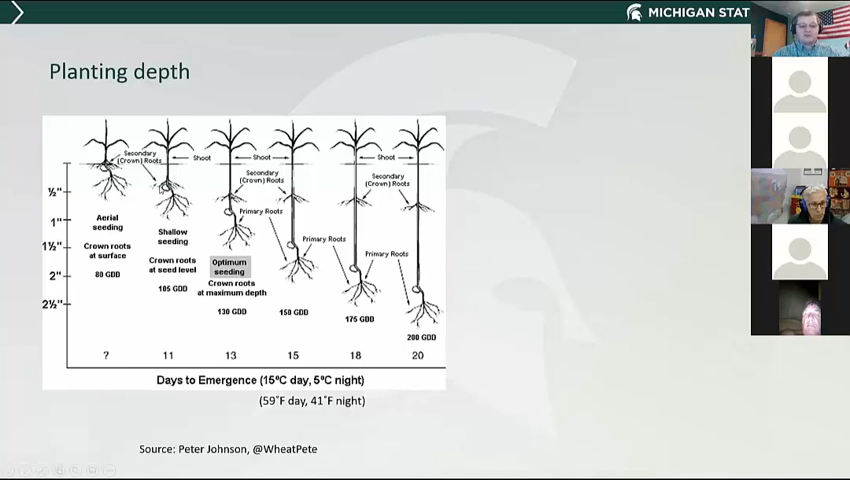 MICHIGAN STAT
Planting depth
Secondary
(Crown) Roots
Shoot
Shoot
Shoot
Secondary
(Crown) Roots
Secondary
(Crown) Roots
Primary Roots
Primary Roots
Primary Roots
½"
1"
1½"
2"
2½"
Aerial
seeding
Crown roots
at surface
80 GDD
Shallow
seeding
Crown roots
at seed level
105 GDD
Optimum
seeding
Crown roots
at maximum depth
130 GDD
150 GDD
175 GDD
200 GDD
? 11 13 15 18 20
Days to Emergence (15°C day, 5°C night)
(59˚F day, 41˚F night)
Source: Peter Johnson, @WheatPete